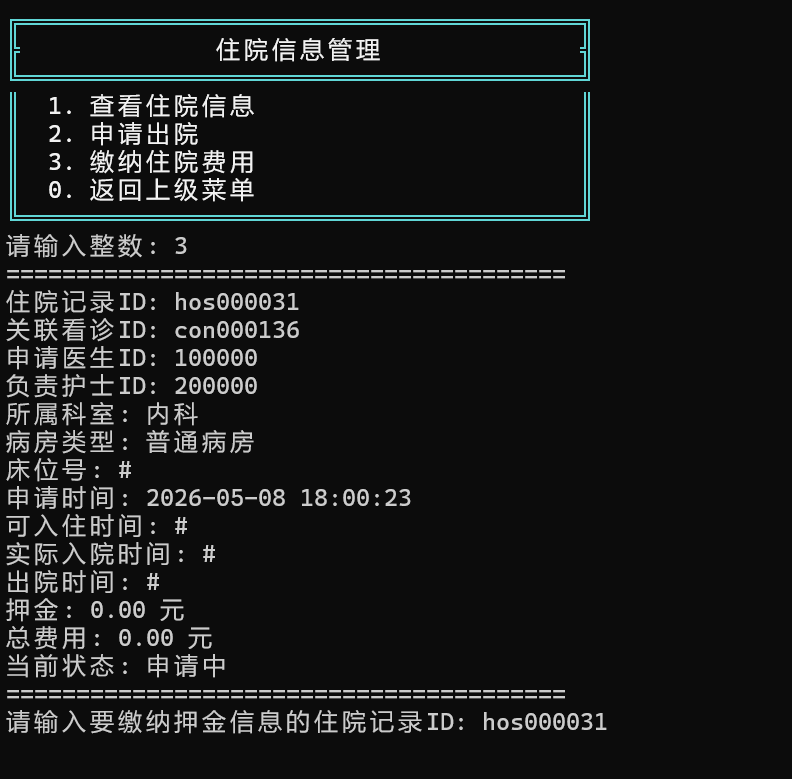 住院信息管理
1. 查看住院信息
2. 申请出院
3. 缴纳住院费用
0. 返回上级菜单
请输入整数: 3
========================================
住院记录ID: hos000031
关联看诊ID: con000136
申请医生ID: 100000
负责护士ID: 200000
所属科室: 内科
病房类型: 普通病房
床位号: #
申请时间: 2026-05-08 18:00:23
可入住时间: #
实际入院时间: #
出院时间: #
押金: 0.00 元
总费用: 0.00 元
当前状态: 申请中
========================================
请输入要缴纳押金信息的住院记录ID: hos000031